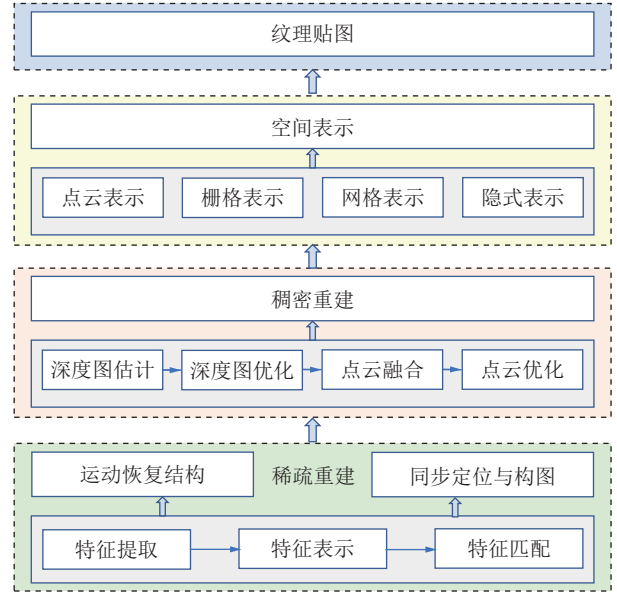 纹理贴图
空间表示
点云表示 栅格表示 网格表示 隐式表示
稠密重建
深度图估计 深度图优化 点云融合 点云优化
运动恢复结构 稀疏重建 同步定位与构图
特征提取 特征表示 特征匹配